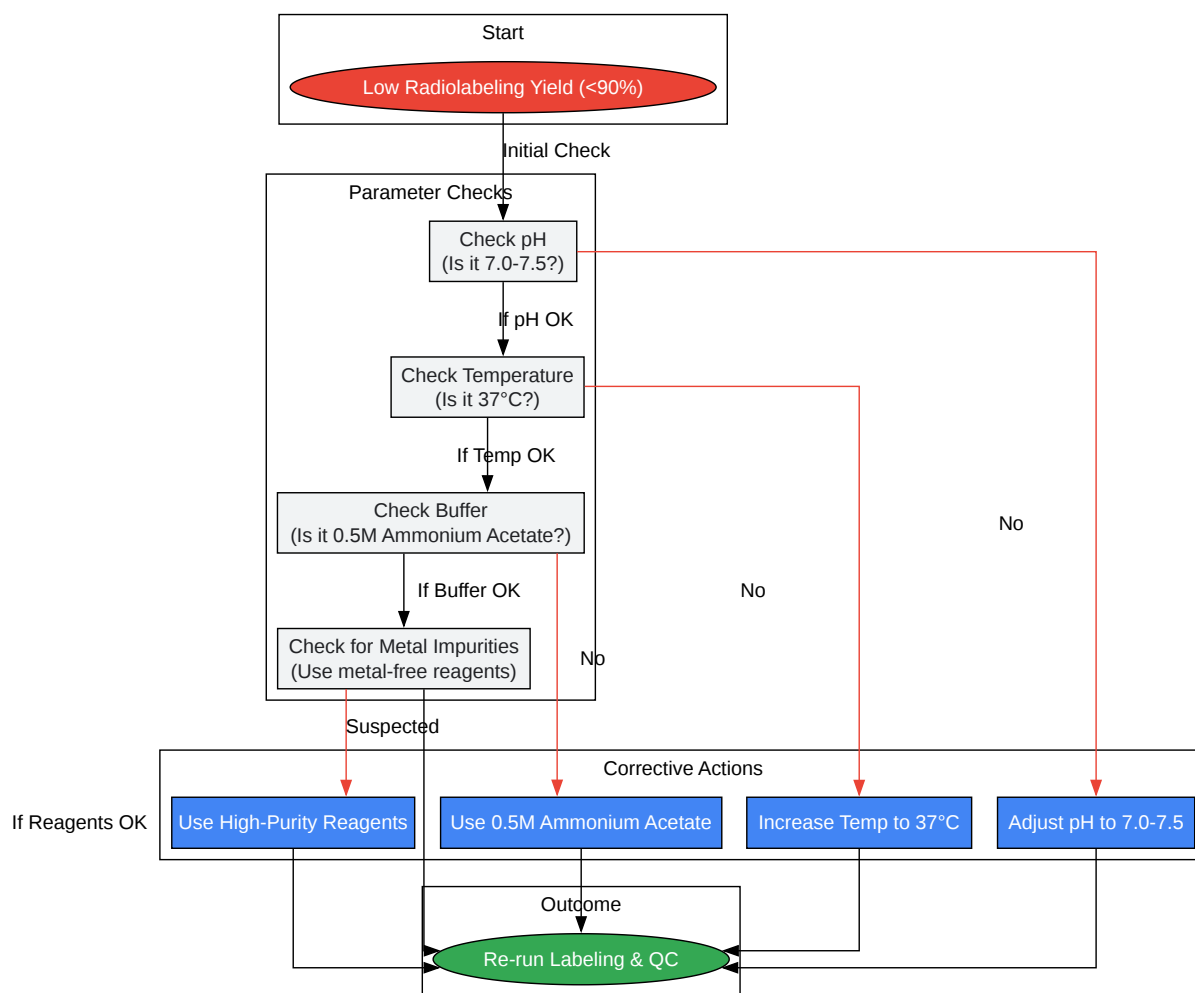 Start
Low Radiolabeling Yield (<90%)
Initial Check
Parameter Checks
Check pH
(Is it 7.0-7.5?)
If pH OK
Check Temperature
(Is it 37°C?)
If Temp OK
Check Buffer
(Is it 0.5M Ammonium Acetate?)
No
If Buffer OK
No
Check for Metal Impurities
(Use metal-free reagents)
No
Suspected
Corrective Actions
If Reagents OK
Use High-Purity Reagents
Use 0.5M Ammonium Acetate
Increase Temp to 37°C
Adjust pH to 7.0-7.5
Outcome
Re-run Labeling & QC